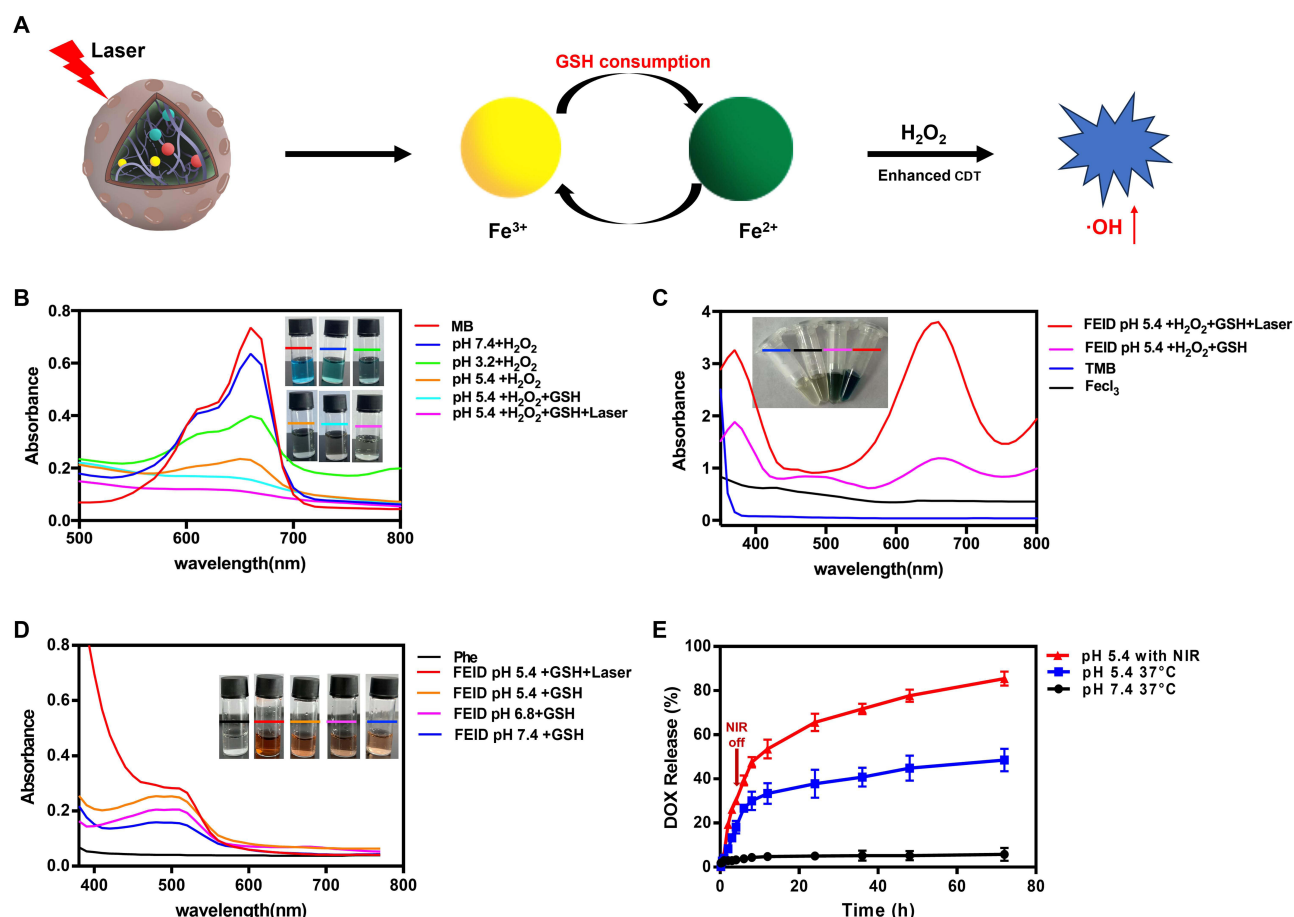 A
Laser
GSH consumption
Fe³⁺
Fe²⁺
H₂O₂
Enhanced CDT
·OH
B
Absorbance
0.8
0.6
0.4
0.2
0.0
500
600
700
800
wavelength(nm)
MB
pH 7.4+H₂O₂
pH 3.2+H₂O₂
pH 5.4 +H₂O₂
pH 5.4 +H₂O₂+GSH
pH 5.4 +H₂O₂+GSH+Laser
C
Absorbance
4
3
2
1
0
400
500
600
700
800
wavelength(nm)
FEID pH 5.4 +H₂O₂+GSH+Laser
FEID pH 5.4 +H₂O₂+GSH
TMB
Fecl₃
D
Absorbance
0.8
0.6
0.4
0.2
0.0
400
500
600
700
800
wavelength(nm)
Phe
FEID pH 5.4 +GSH+Laser
FEID pH 5.4 +GSH
FEID pH 6.8+GSH
FEID pH 7.4 +GSH
E
DOX Release (%)
100
80
60
40
20
0
0
20
40
60
80
Time (h)
NIR
off
pH 5.4 with NIR
pH 5.4 37°C
pH 7.4 37°C